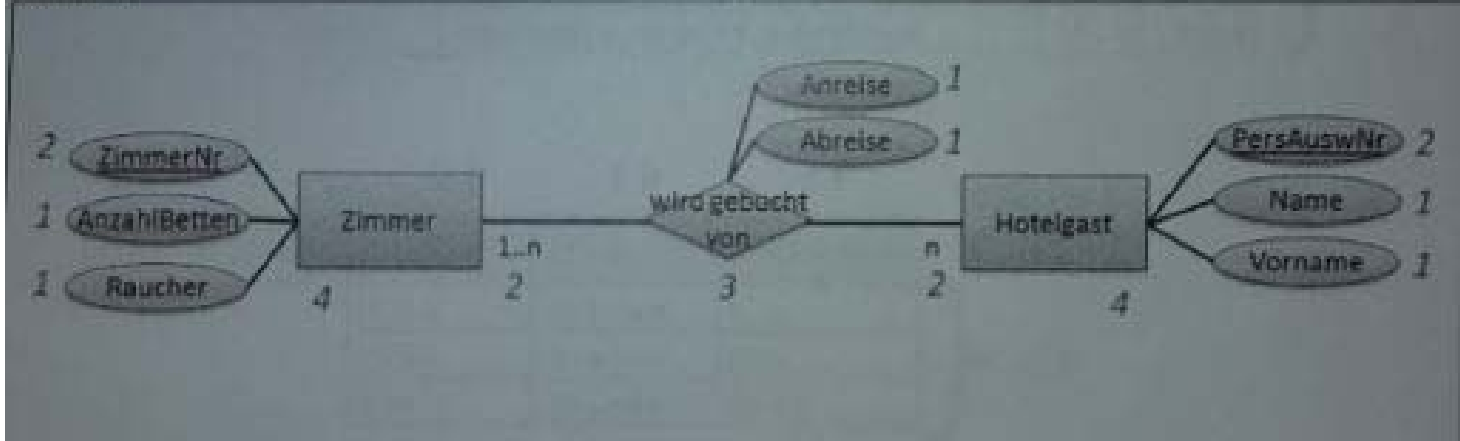 Anreise 1
Abreise 1
2 ZimmerNr
1 AnzahlBetten
1 Raucher
Zimmer
4
1..n
2
wird gebucht
von
3
n
2
Hotelgast
4
PersAuswNr 2
Name 1
Vorname 1